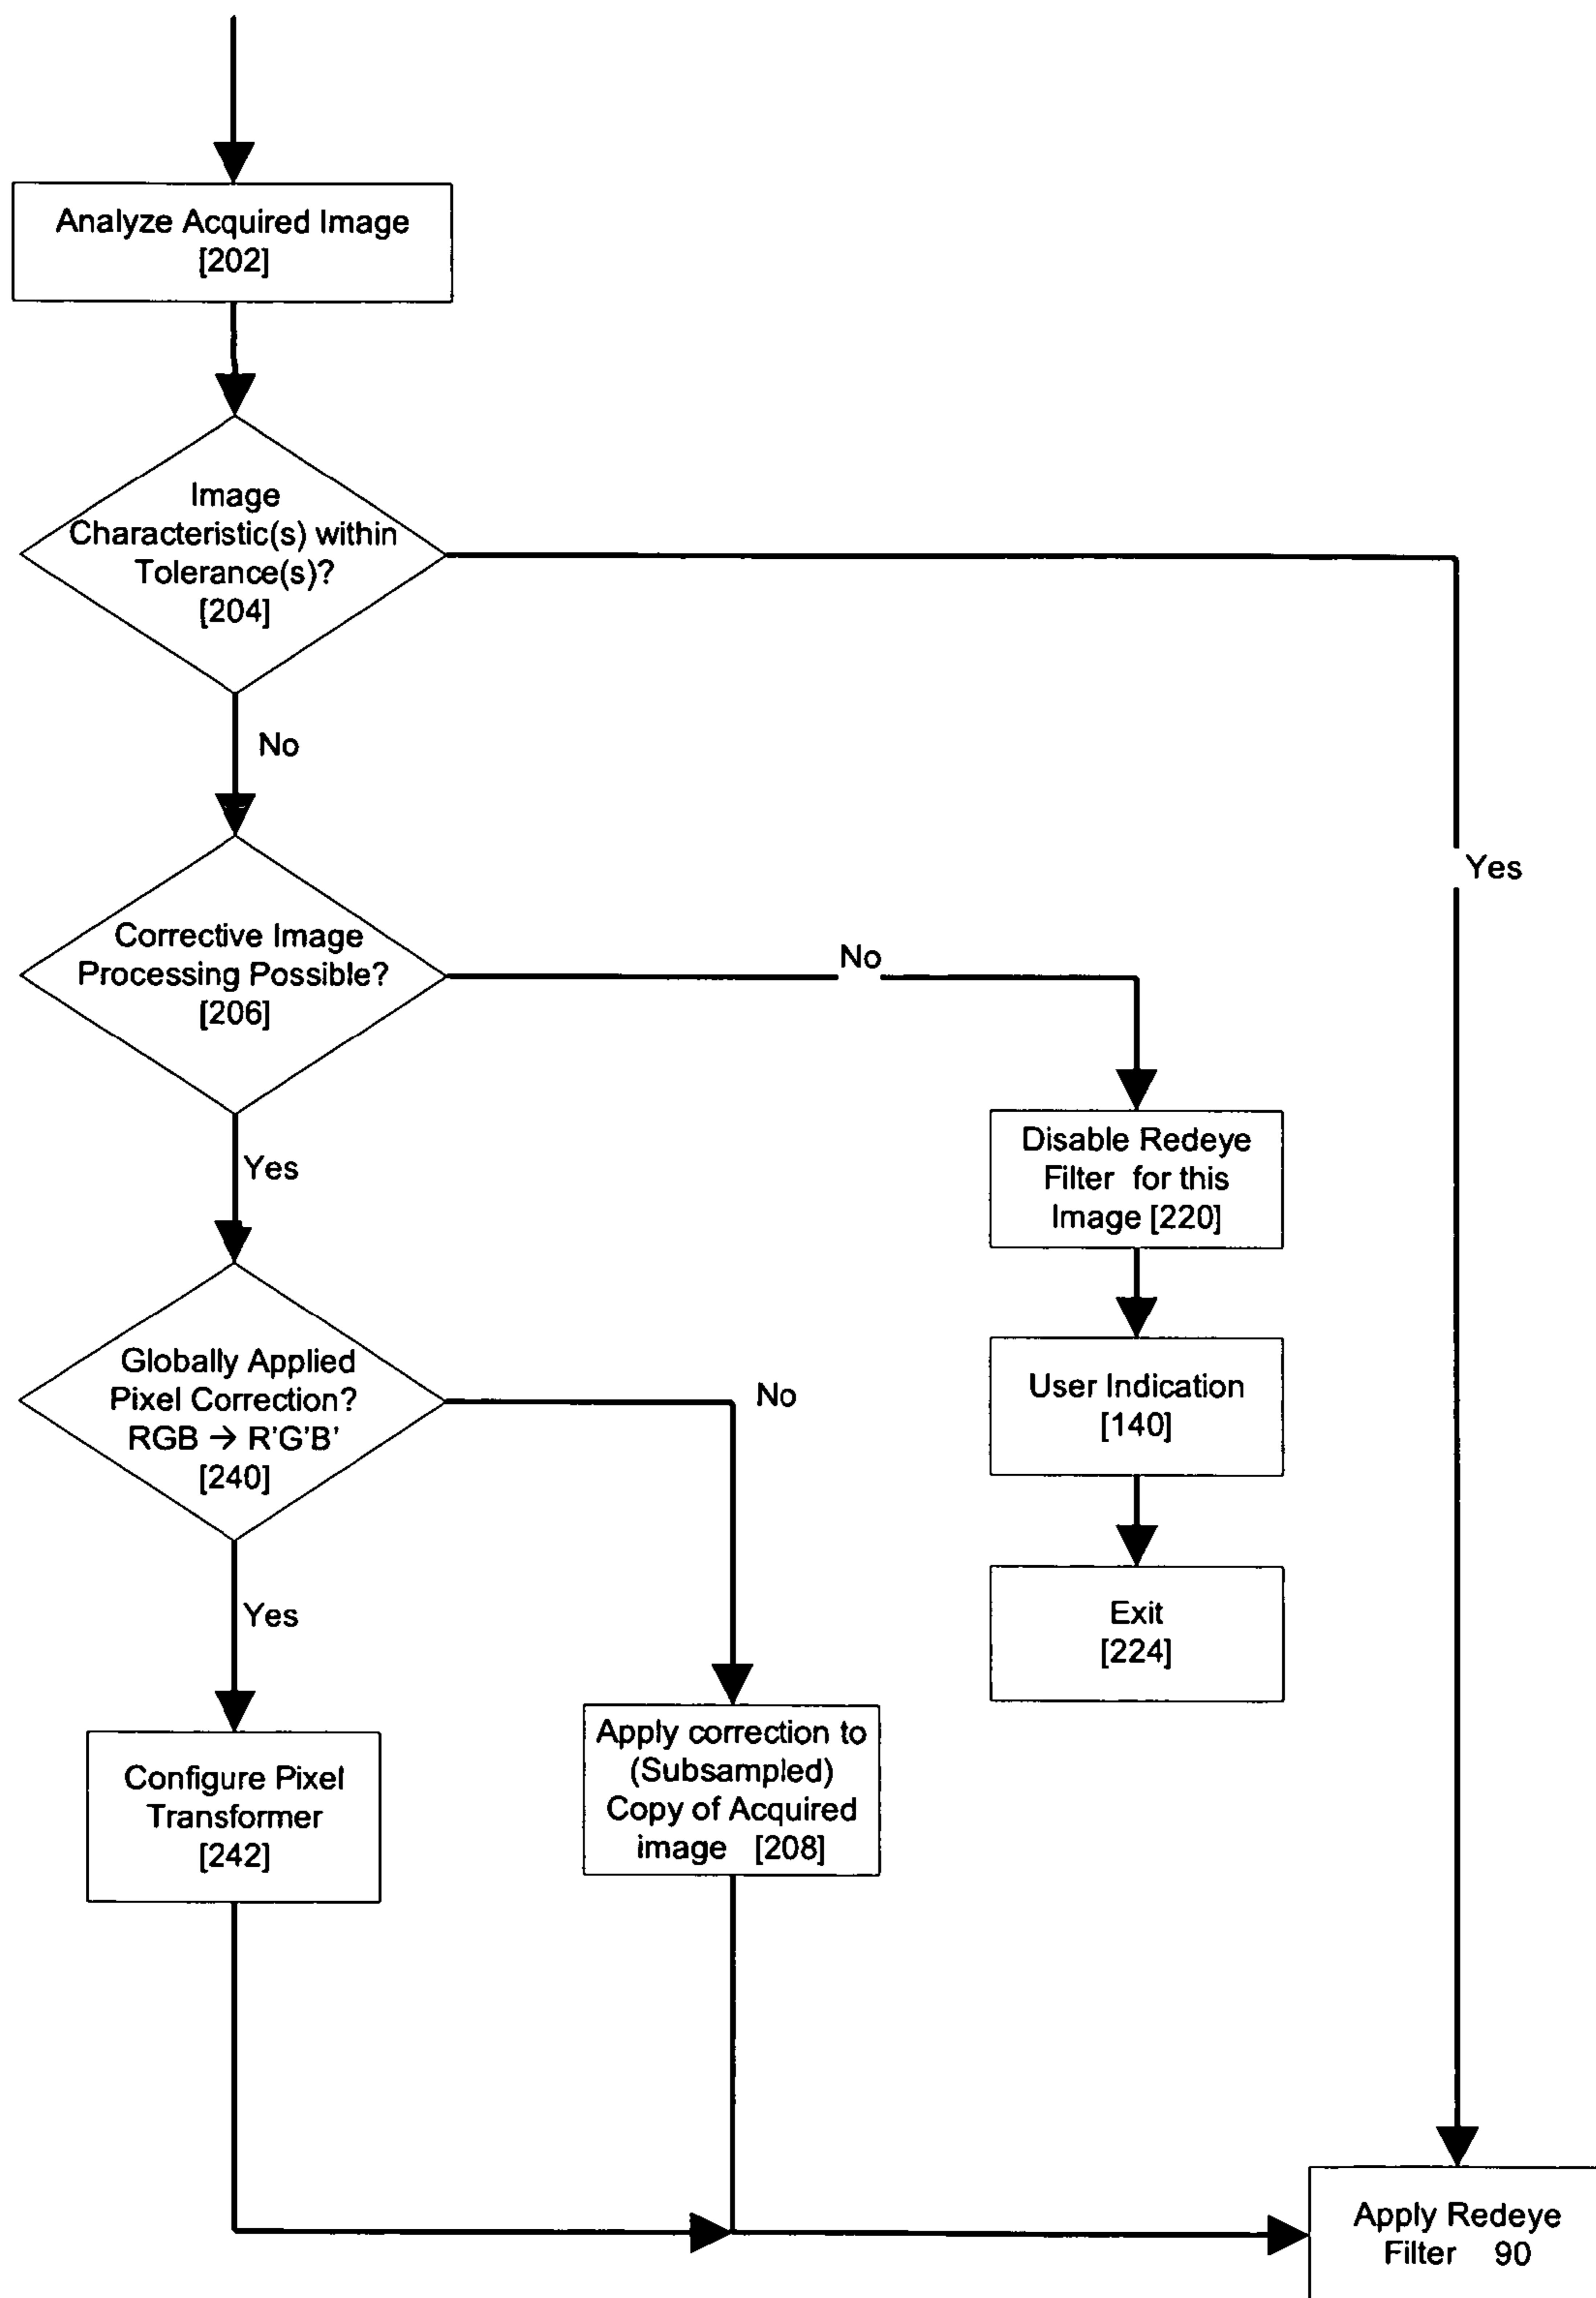 Analyze Acquired Image
[202]
Image
Characteristic(s) within
Tolerance(s)?
[204]
No
Yes
Corrective Image
Processing Possible?
[206]
No
Yes
Disable Redeye
Filter for this
Image [220]
User Indication
[140]
Exit
[224]
Globally Applied
Pixel Correction?
RGB → R'G'B'
[240]
No
Yes
Configure Pixel
Transformer
[242]
Apply correction to
(Subsampled)
Copy of Acquired
image [208]
Apply Redeye
Filter 90